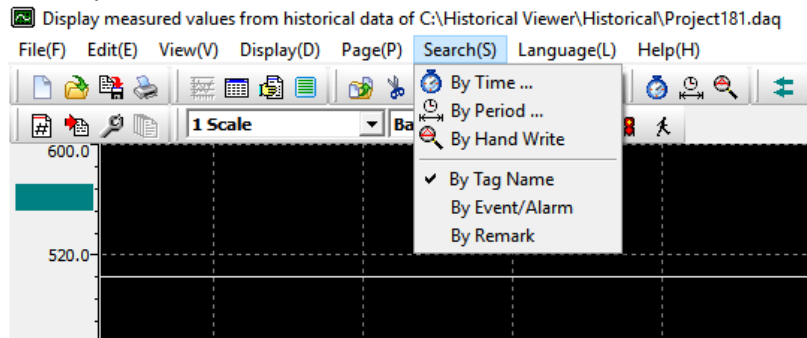 Display measured values from historical data of C:\Historical Viewer\Historical\Project181.daq
File(F) Edit(E) View(V) Display(D) Page(P) Search(S) Language(L) Help(H)
By Time ...
By Period ...
1 Scale Ba
By Hand Write
600.0
By Tag Name
By Event/Alarm
By Remark
520.0